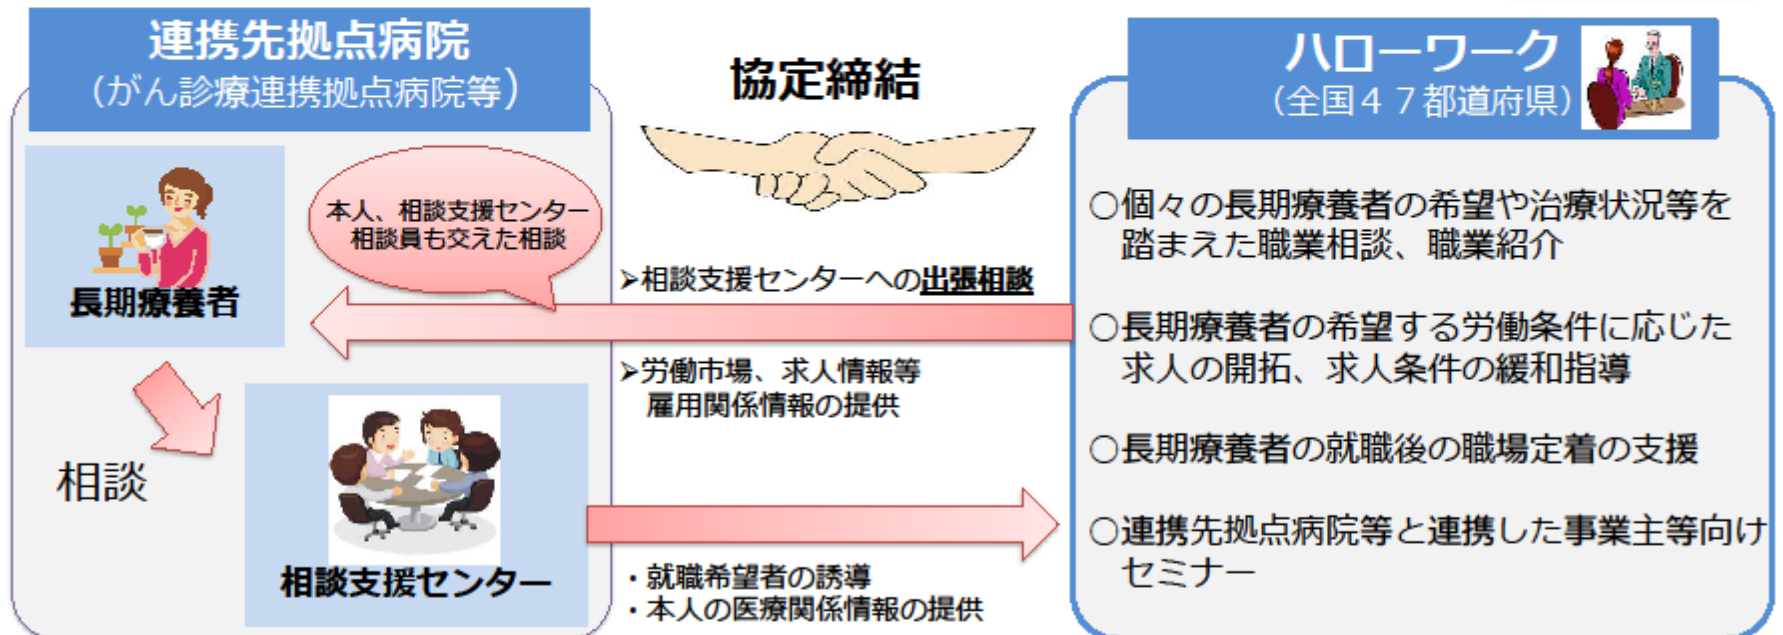 連携先拠点病院
（がん診療連携拠点病院等）
長期療養者
本人、相談支援センター
相談員も交えた相談
相談
相談支援センター
協定締結
➢相談支援センターへの出張相談
➢労働市場、求人情報等
雇用関係情報の提供
・就職希望者の誘導
・本人の医療関係情報の提供
ハローワーク
（全国４７都道府県）
○個々の長期療養者の希望や治療状況等を
踏まえた職業相談、職業紹介
○長期療養者の希望する労働条件に応じた
求人の開拓、求人条件の緩和指導
○長期療養者の就職後の職場定着の支援
○連携先拠点病院等と連携した事業主等向け
セミナー